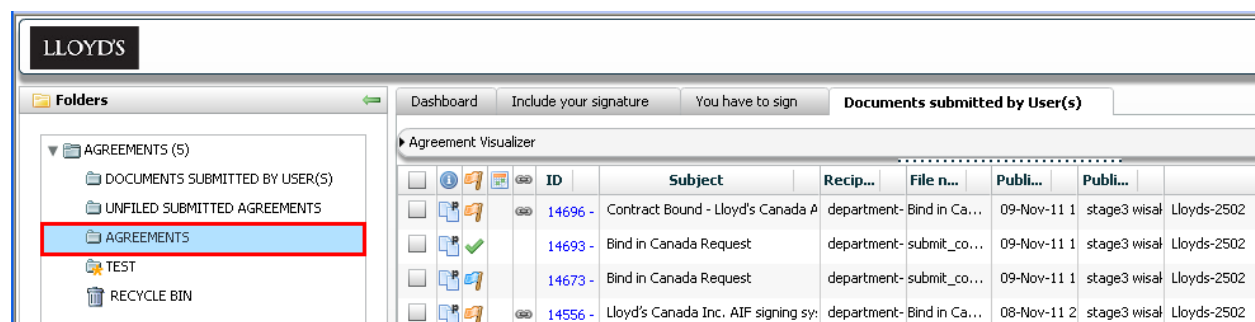 LLOYD'S
Folders
AGREEMENTS (5)
DOCUMENTS SUBMITTED BY USER(S)
UNFILED SUBMITTED AGREEMENTS
AGREEMENTS
TEST
RECYCLE BIN
Dashboard Include your signature You have to sign Documents submitted by User(s)
Agreement Visualizer
ID Subject Recip... File n... Publi... Publi...
14696 - Contract Bound - Lloyd's Canada A department- Bind in Ca... 09-Nov-11 1 stage3 wisal Lloyds-2502
14693 - Bind in Canada Request department- submit_co... 09-Nov-11 1 stage3 wisal Lloyds-2502
14673 - Bind in Canada Request department- submit_co... 09-Nov-11 1 stage3 wisal Lloyds-2502
14556 - Lloyd's Canada Inc. AIF signing sy department- Bind in Ca... 08-Nov-11 2 stage3 wisal Lloyds-2502